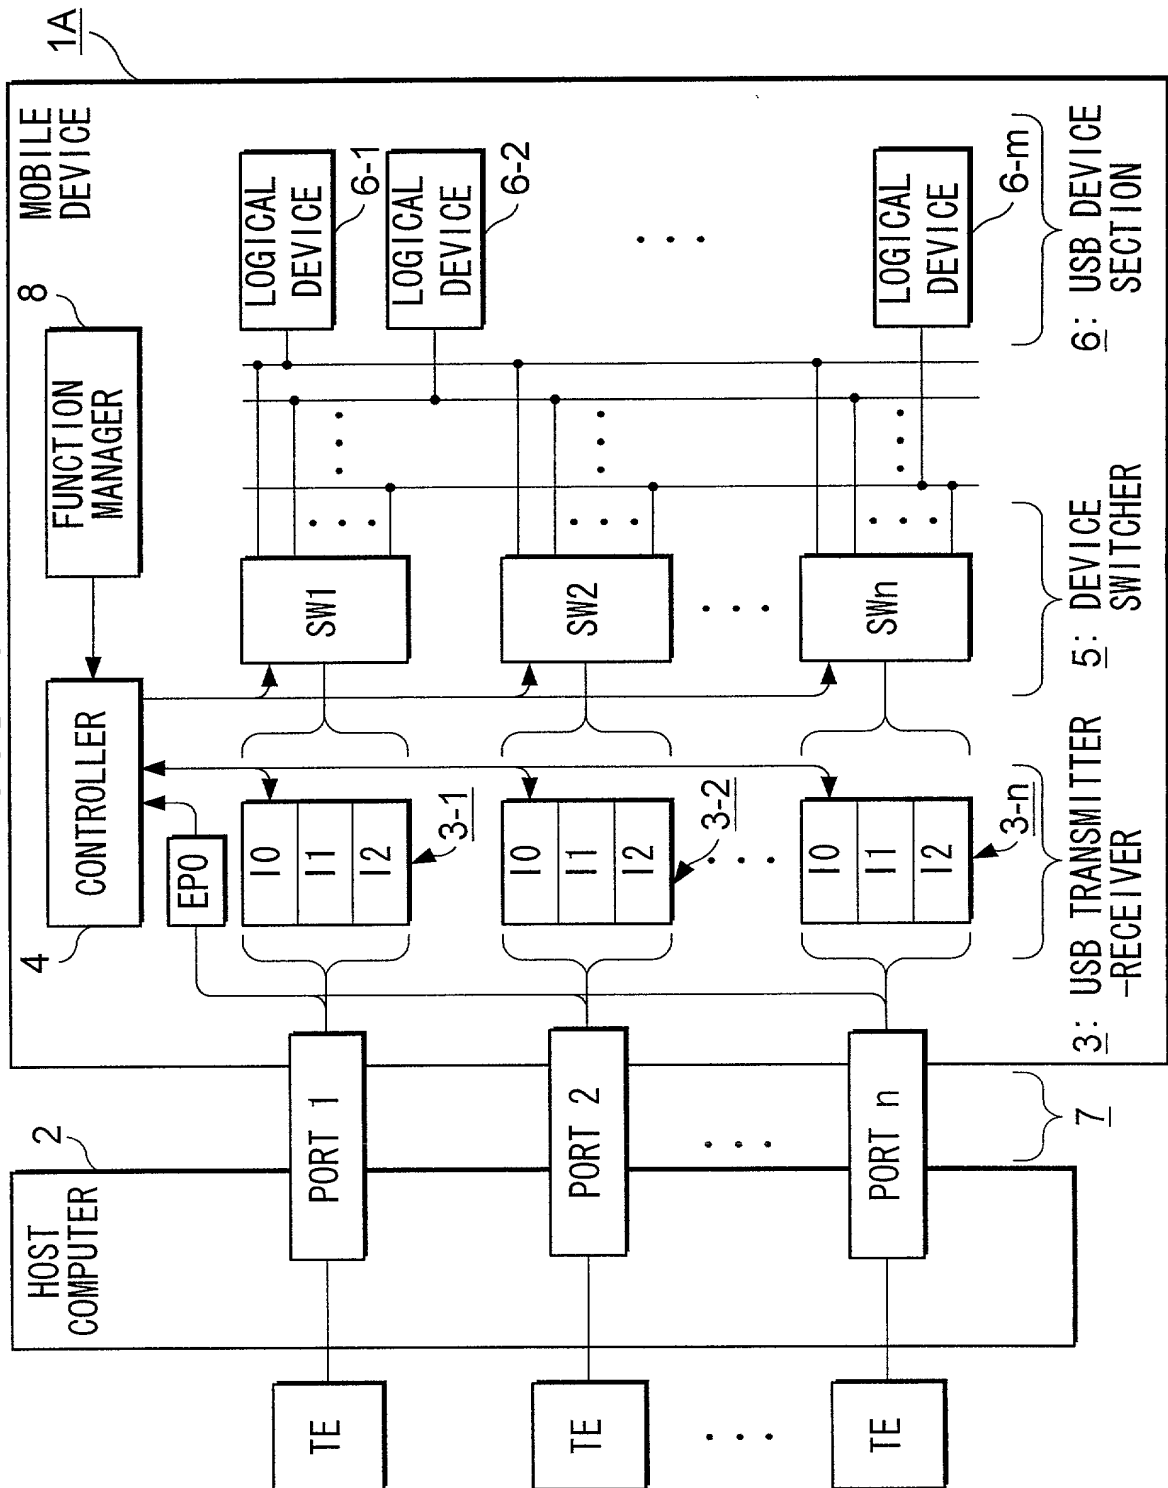 1A
MOBILE
DEVICE
8
FUNCTION
MANAGER
CONTROLLER
4
EP0
LOGICAL
DEVICE
6-1
LOGICAL
DEVICE
6-2
LOGICAL
DEVICE
6-m
SW1
SW2
SWn
I0
I1
I2
3-1
I0
I1
I2
3-2
I0
I1
I2
3-n
6: USB DEVICE
SECTION
5: DEVICE
SWITCHER
3: USB TRANSMITTER
-RECEIVER
7
PORT 1
PORT 2
PORT n
2
HOST
COMPUTER
TE
TE
TE